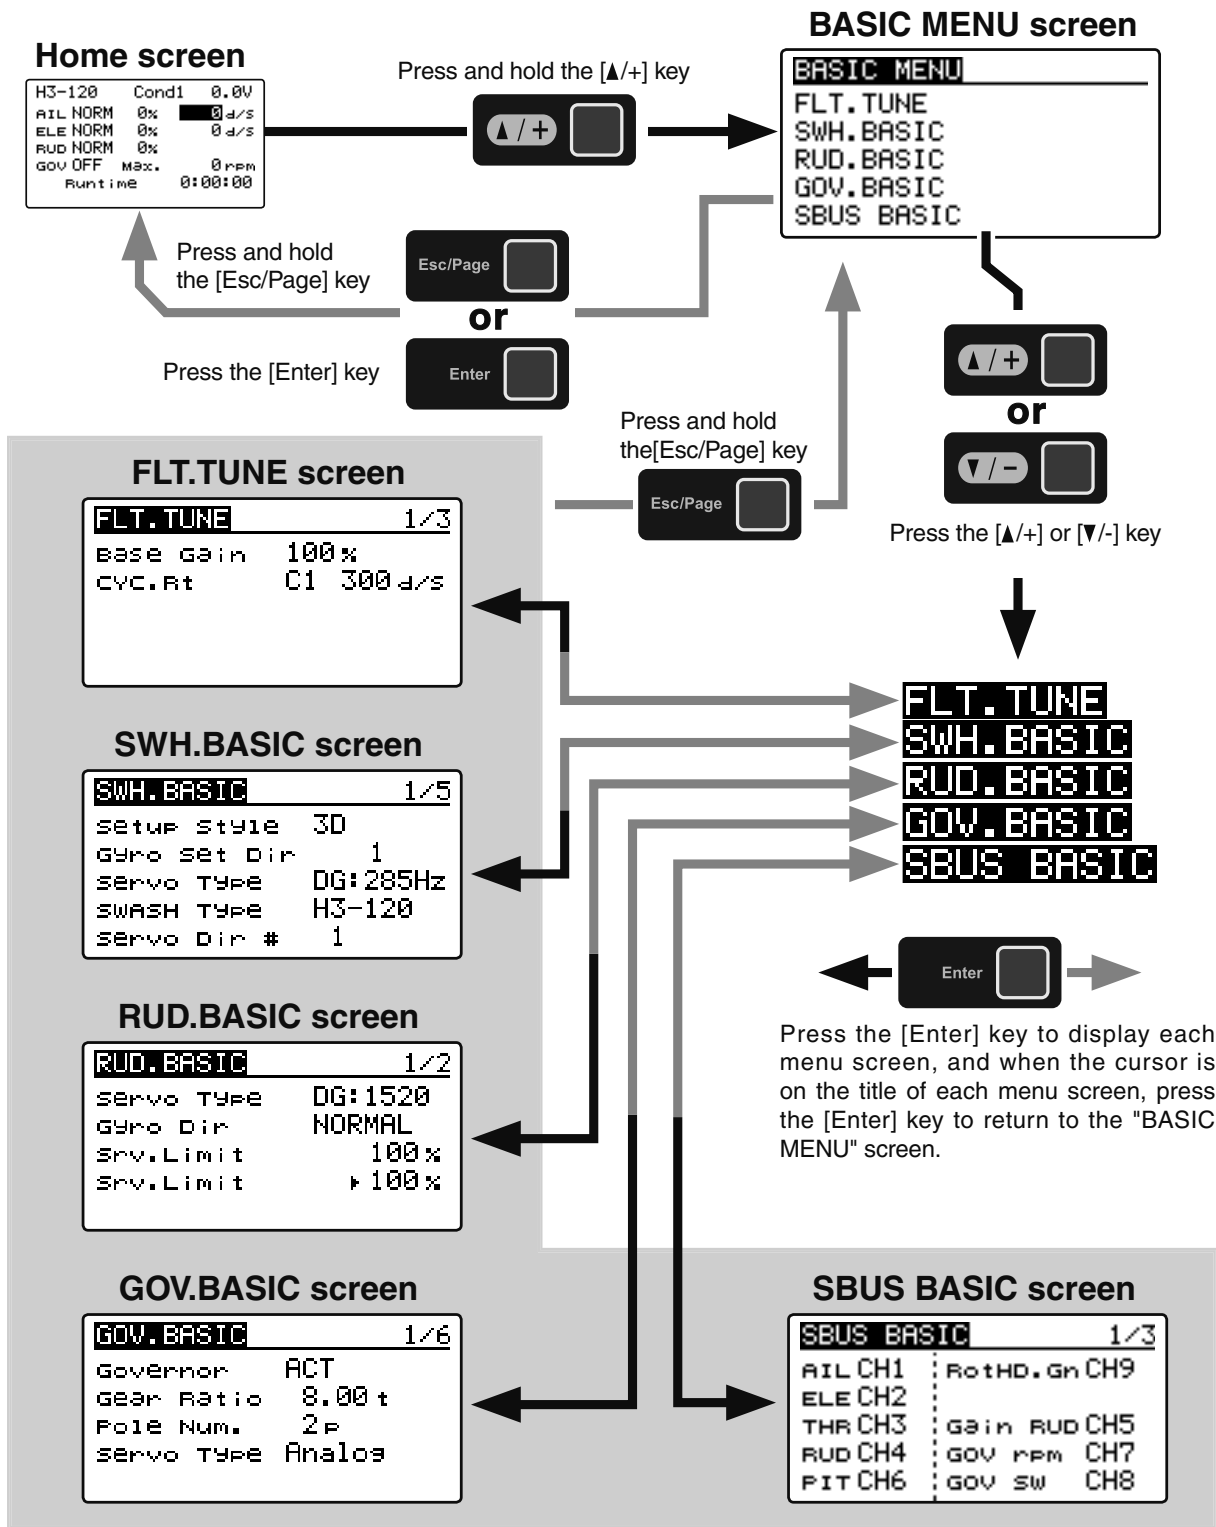 BASIC MENU screen
Home screen
H3-120 Cond1 0.0V
AIL NORM 0% 0 d/s
ELE NORM 0% 0 d/s
RUD NORM 0%
GOV OFF Max. 0 rpm
Runtime 0:00:00
Press and hold the [▲/+] key
▲/+
BASIC MENU
FLT.TUNE
SWH.BASIC
RUD.BASIC
GOV.BASIC
SBUS BASIC
Press and hold
the [Esc/Page] key
Esc/Page
or
Press the [Enter] key
Enter
▲/+
or
▼/-
Press the [▲/+] or [▼/-] key
Press and hold
the[Esc/Page] key
Esc/Page
FLT.TUNE screen
FLT.TUNE 1/3
Base Gain 100%
CYC.Rt C1 300 d/s
FLT.TUNE
SWH.BASIC
RUD.BASIC
GOV.BASIC
SBUS BASIC
SWH.BASIC screen
SWH.BASIC 1/5
Setup Style 3D
Gyro Set Dir 1
Servo Type DG:285Hz
SWASH Type H3-120
Servo Dir # 1
Enter
Press the [Enter] key to display each
menu screen, and when the cursor is
on the title of each menu screen, press
the [Enter] key to return to the "BASIC
MENU" screen.
RUD.BASIC screen
RUD.BASIC 1/2
Servo Type DG:1520
Gyro Dir NORMAL
Srv.Limit 100%
Srv.Limit ▶100%
GOV.BASIC screen
GOV.BASIC 1/6
Governor ACT
Gear Ratio 8.00 t
Pole Num. 2P
Servo Type Analog
SBUS BASIC screen
SBUS BASIC 1/3
AIL CH1 RotHD.Gn CH9
ELE CH2
THR CH3 Gain RUD CH5
RUD CH4 GOV rpm CH7
PIT CH6 GOV SW CH8